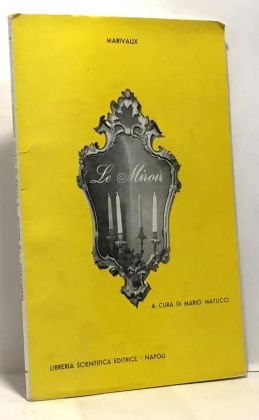 MARIVAUX
Le Miroir
A CURA DI MARIO MATUCCI
LIBRERIA SCIENTIFICA EDITRICE - NAPOLI